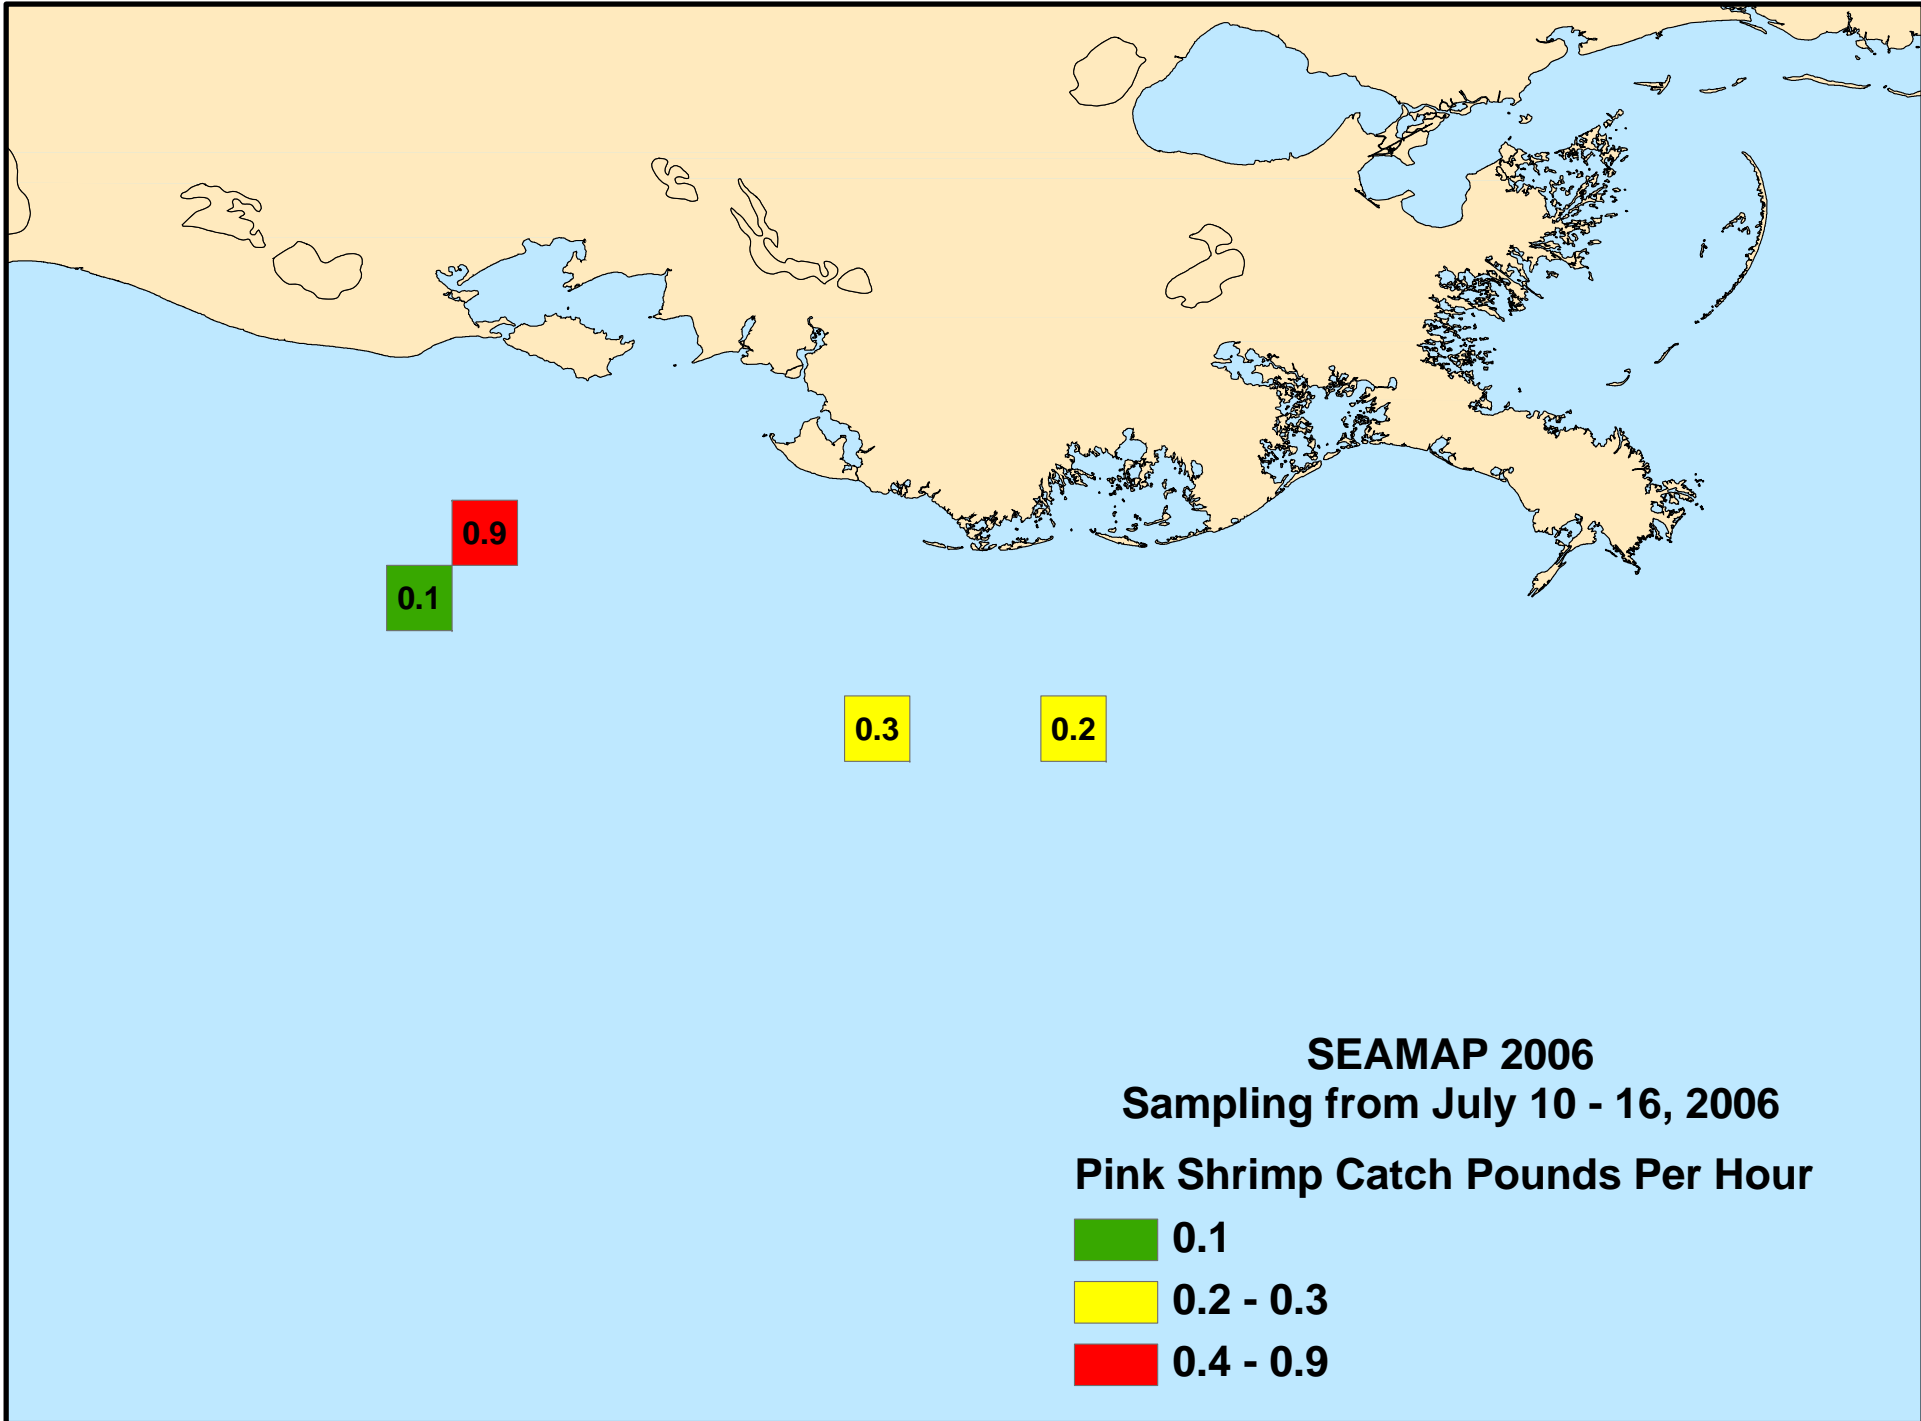 0.9
0.1
0.3
0.2
SEAMAP 2006
Sampling from July 10 - 16, 2006
Pink Shrimp Catch Pounds Per Hour
0.1
0.2 - 0.3
0.4 - 0.9